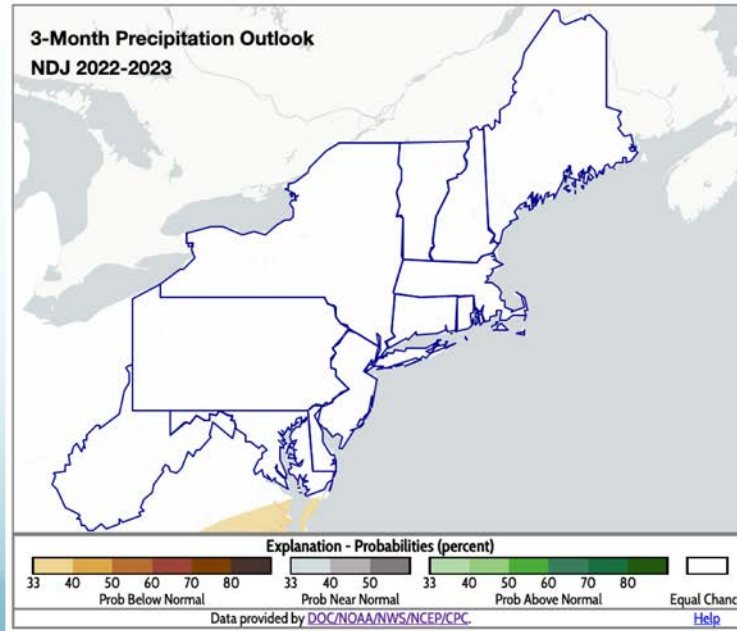 3-Month Precipitation Outlook
NDJ 2022-2023
Explanation - Probabilities (percent)
33 40 50 60 70 80 33 40 50 33 40 50 60 70 80
Prob Below Normal Prob Near Normal Prob Above Normal Equal Chanc
Data provided by DOC/NOAA/NWS/NCEP/CPC. Help